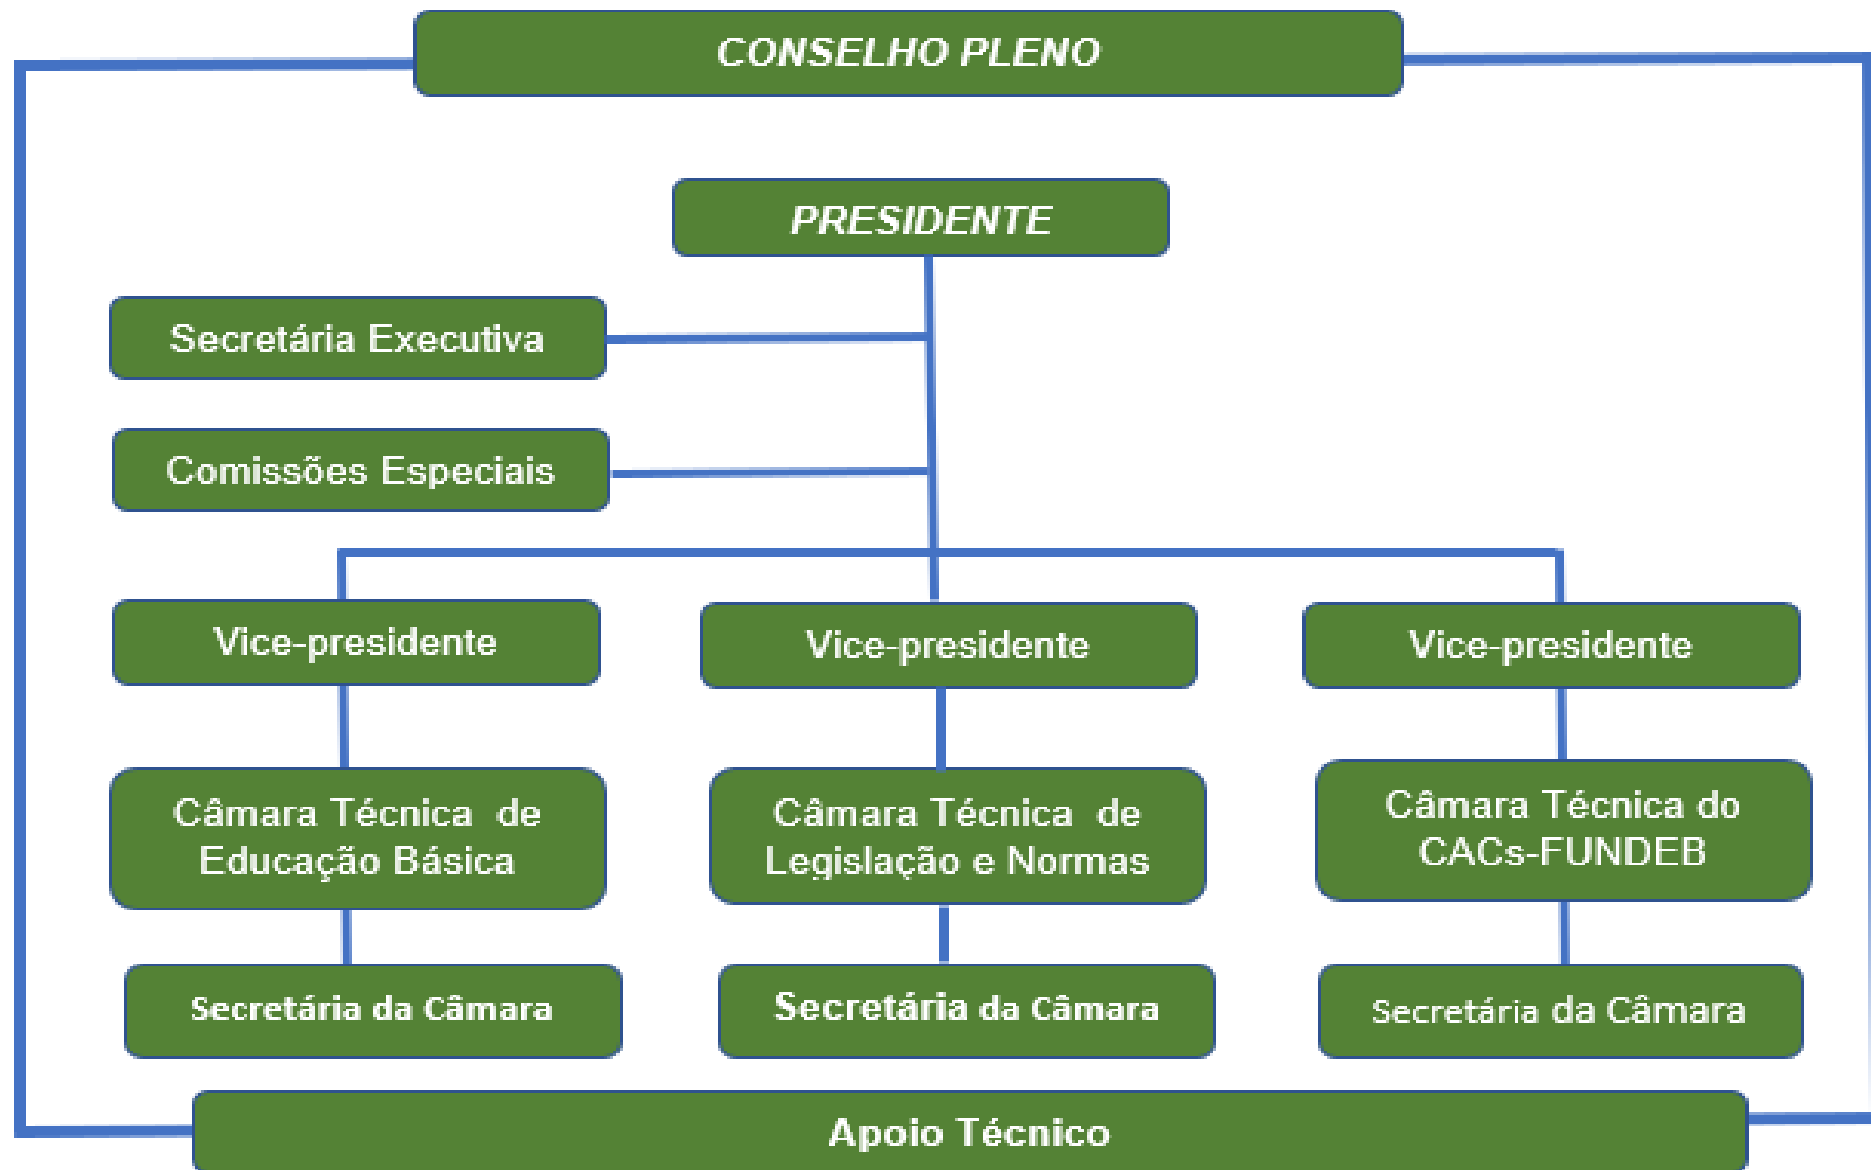 CONSELHO PLENO
PRESIDENTE
Secretária Executiva
Comissões Especiais
Vice-presidente
Vice-presidente
Vice-presidente
Câmara Técnica de
Educação Básica
Câmara Técnica de
Legislação e Normas
Câmara Técnica do
CACs-FUNDEB
Secretária da Câmara
Secretária da Câmara
Secretária da Câmara
Apoio Técnico